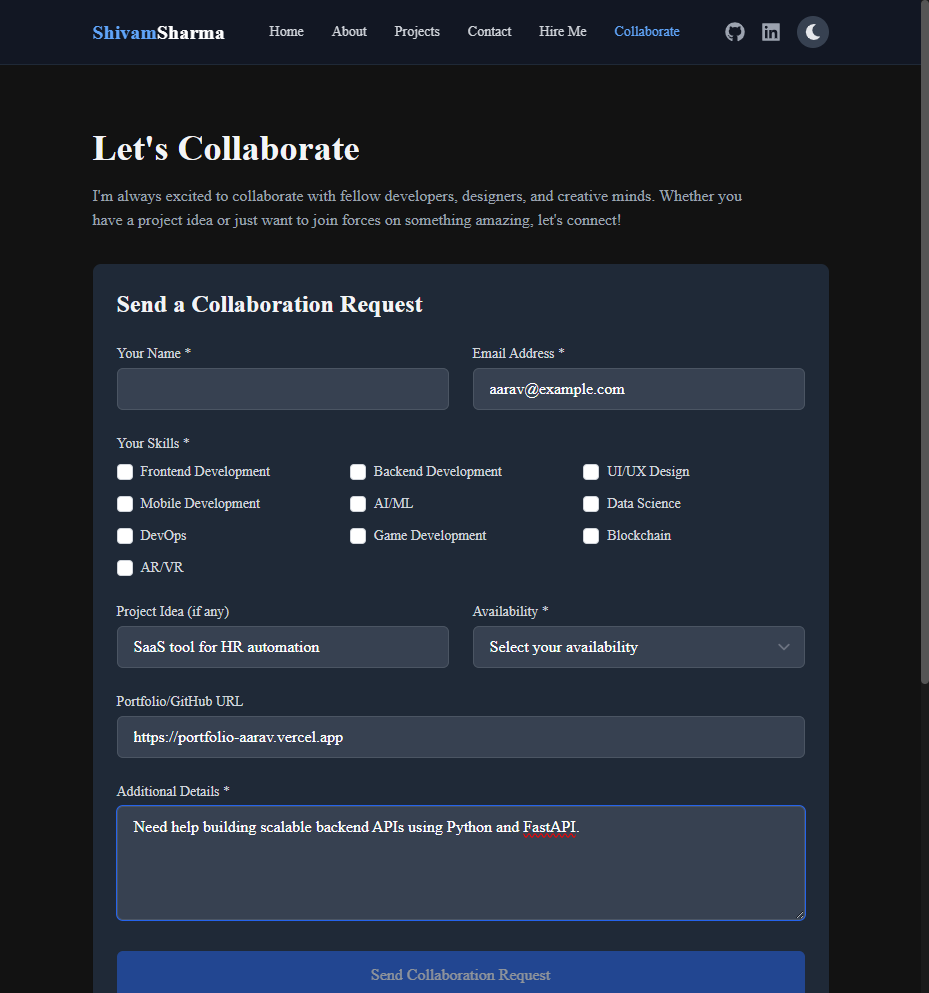 ShivamSharma Home About Projects Contact Hire Me Collaborate
Let's Collaborate
I'm always excited to collaborate with fellow developers, designers, and creative minds. Whether you
have a project idea or just want to join forces on something amazing, let's connect!
Send a Collaboration Request
Your Name * Email Address *
aarav@example.com
Your Skills *
Frontend Development Backend Development UI/UX Design
Mobile Development AI/ML Data Science
DevOps Game Development Blockchain
AR/VR
Project Idea (if any) Availability *
SaaS tool for HR automation Select your availability
Portfolio/GitHub URL
https://portfolio-aarav.vercel.app
Additional Details *
Need help building scalable backend APIs using Python and FastAPI.
Send Collaboration Request